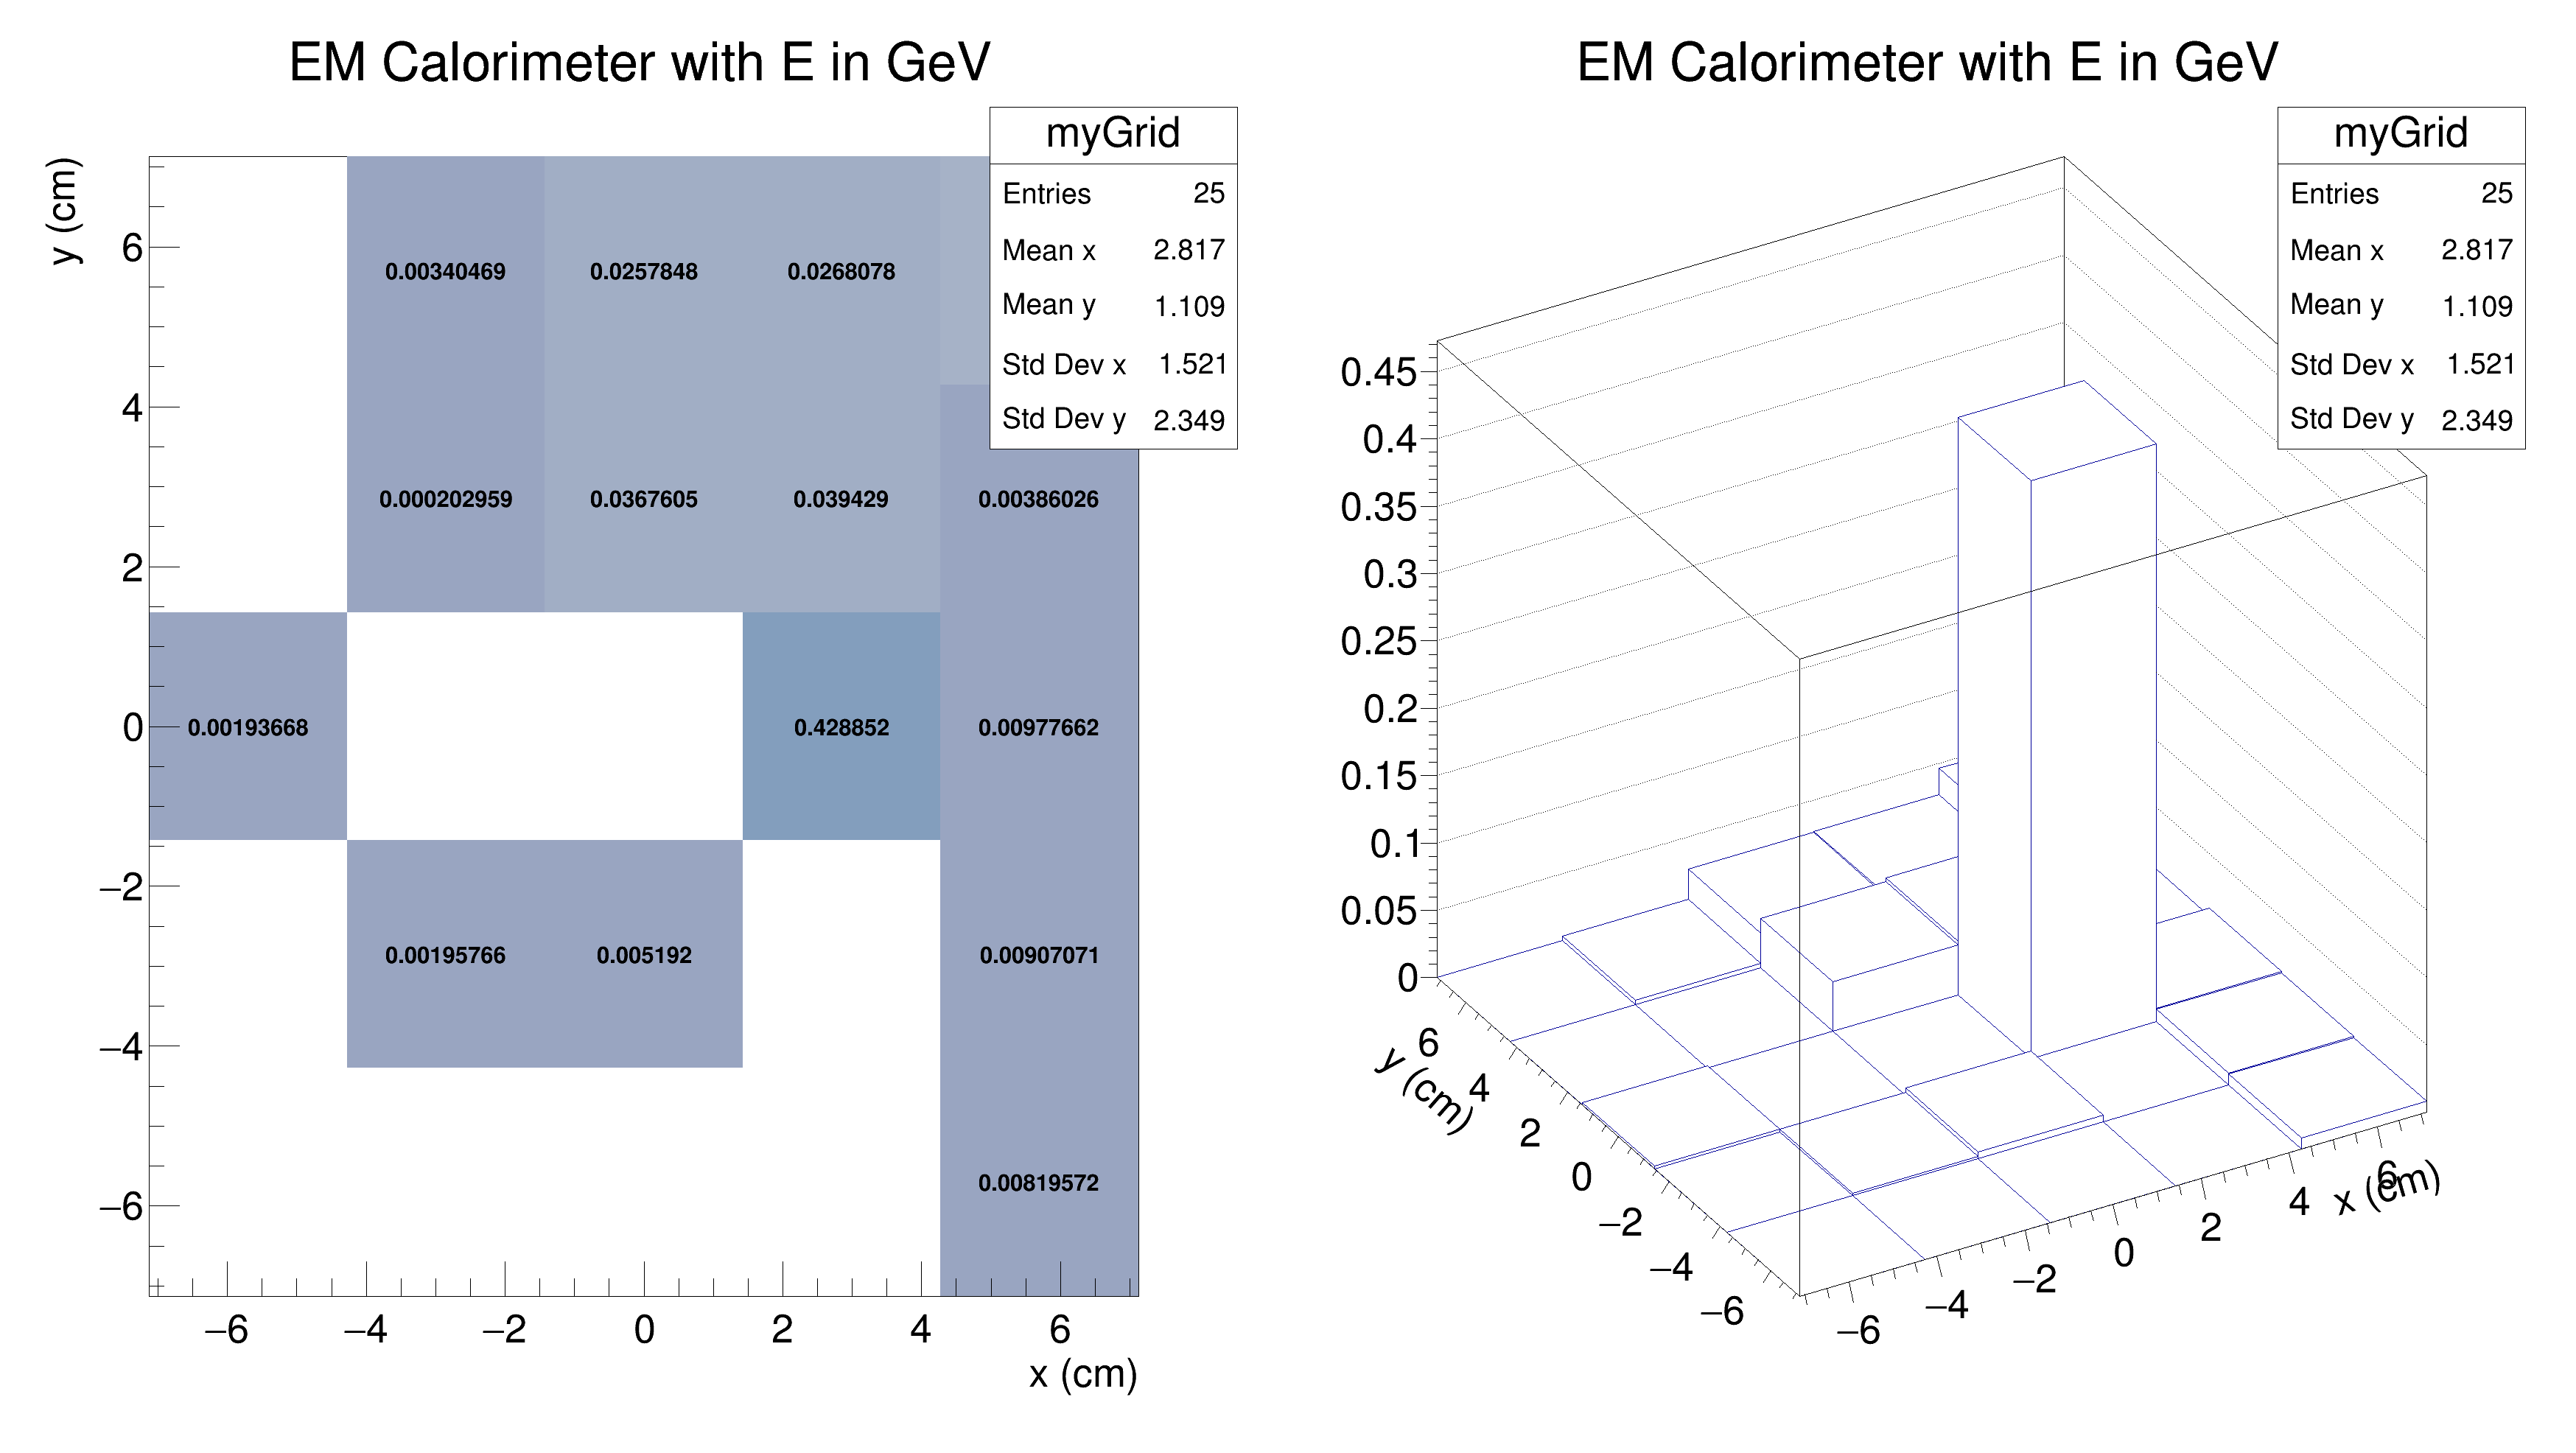 EM Calorimeter with E in GeV
myGrid
Entries 25
Mean x 2.817
Mean y 1.109
Std Dev x 1.521
Std Dev y 2.349
y (cm)
6
4
2
0
−2
−4
−6
0.00340469 0.0257848 0.0268078
0.000202959 0.0367605 0.039429 0.00386026
0.00193668 0.428852 0.00977662
0.00195766 0.005192 0.00907071
0.00819572
−6 −4 −2 0 2 4 6
x (cm)
EM Calorimeter with E in GeV
myGrid
Entries 25
Mean x 2.817
Mean y 1.109
Std Dev x 1.521
Std Dev y 2.349
0.45
0.4
0.35
0.3
0.25
0.2
0.15
0.1
0.05
0
6
4
2
0
−2
−4
−6
y (cm)
−6 −4 −2 0 2 4 6
x (cm)